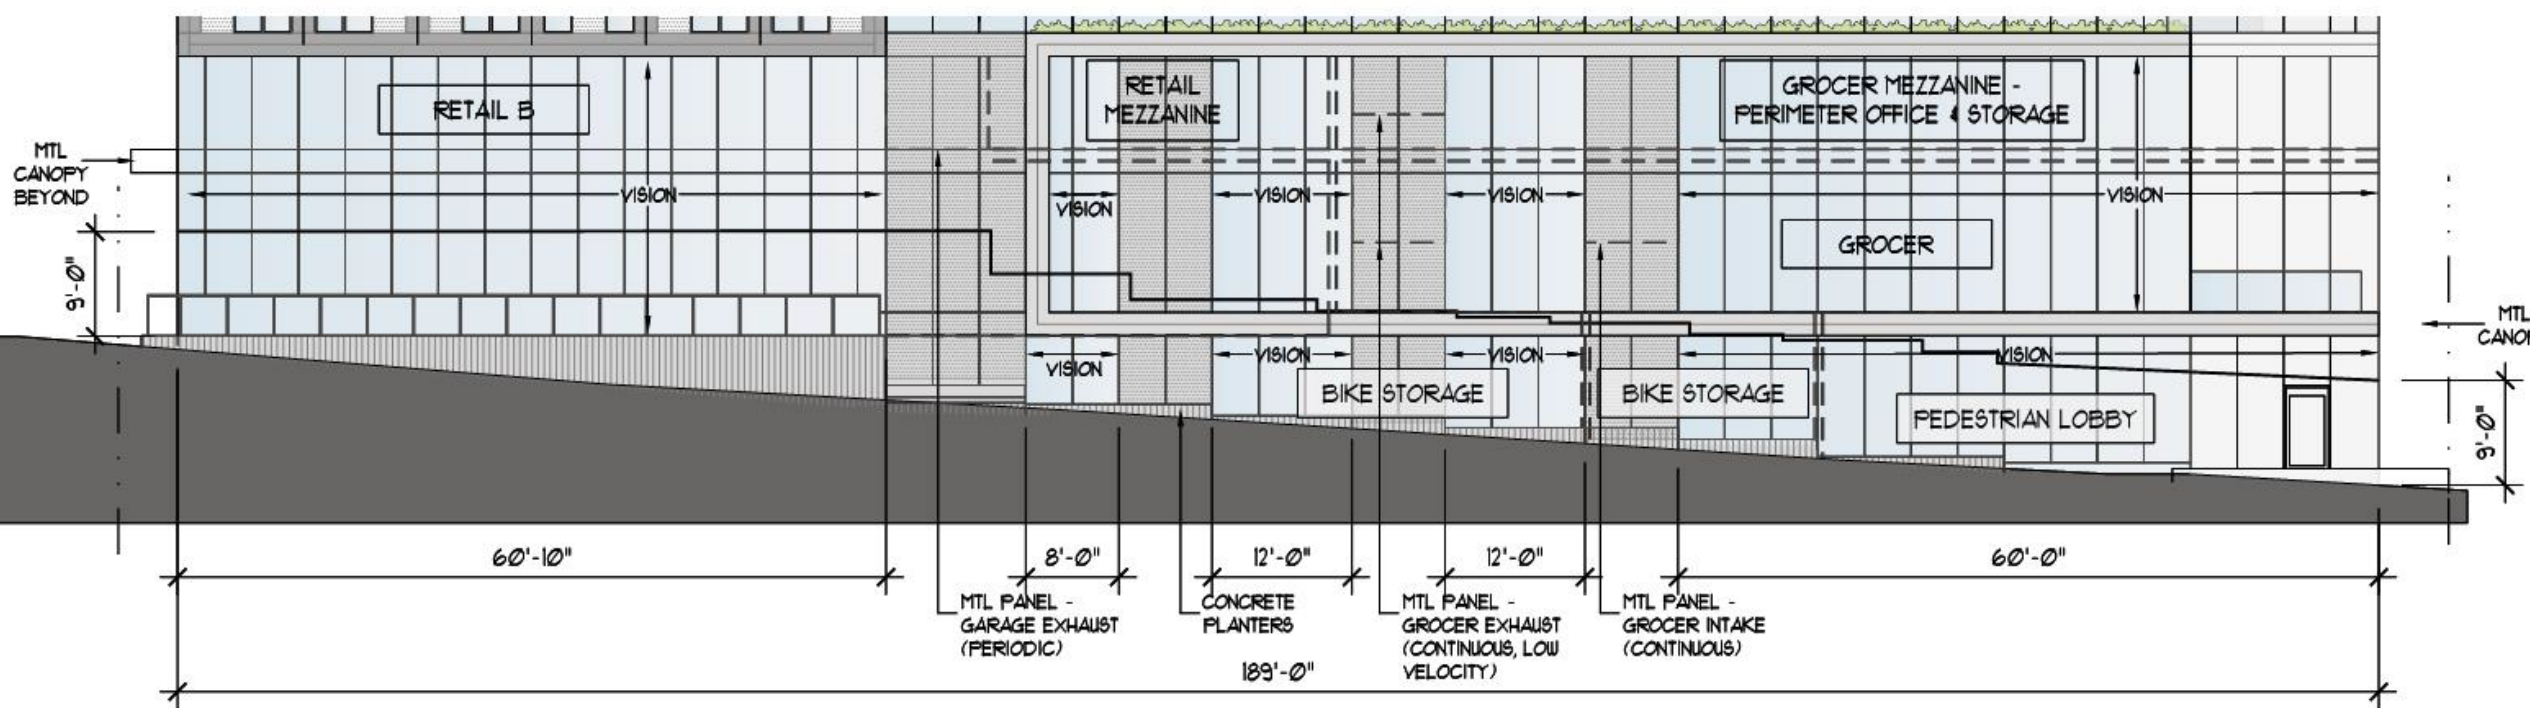 RETAIL B
RETAIL
MEZZANINE
GROCER MEZZANINE -
PERIMETER OFFICE & STORAGE
MTL
CANOPY
BEYOND
VISION
VISION
VISION
VISION
VISION
GROCER
9'-0"
MTL
VISION
VISION
VISION
VISION
BIKE STORAGE
BIKE STORAGE
PEDESTRIAN LOBBY
9'-0"
60'-10"
8'-0"
12'-0"
12'-0"
60'-0"
MTL PANEL -
GARAGE EXHAUST
(PERIODIC)
CONCRETE
PLANTERS
MTL PANEL -
GROCER EXHAUST
(CONTINUOUS, LOW
VELOCITY)
MTL PANEL -
GROCER INTAKE
(CONTINUOUS)
189'-0"